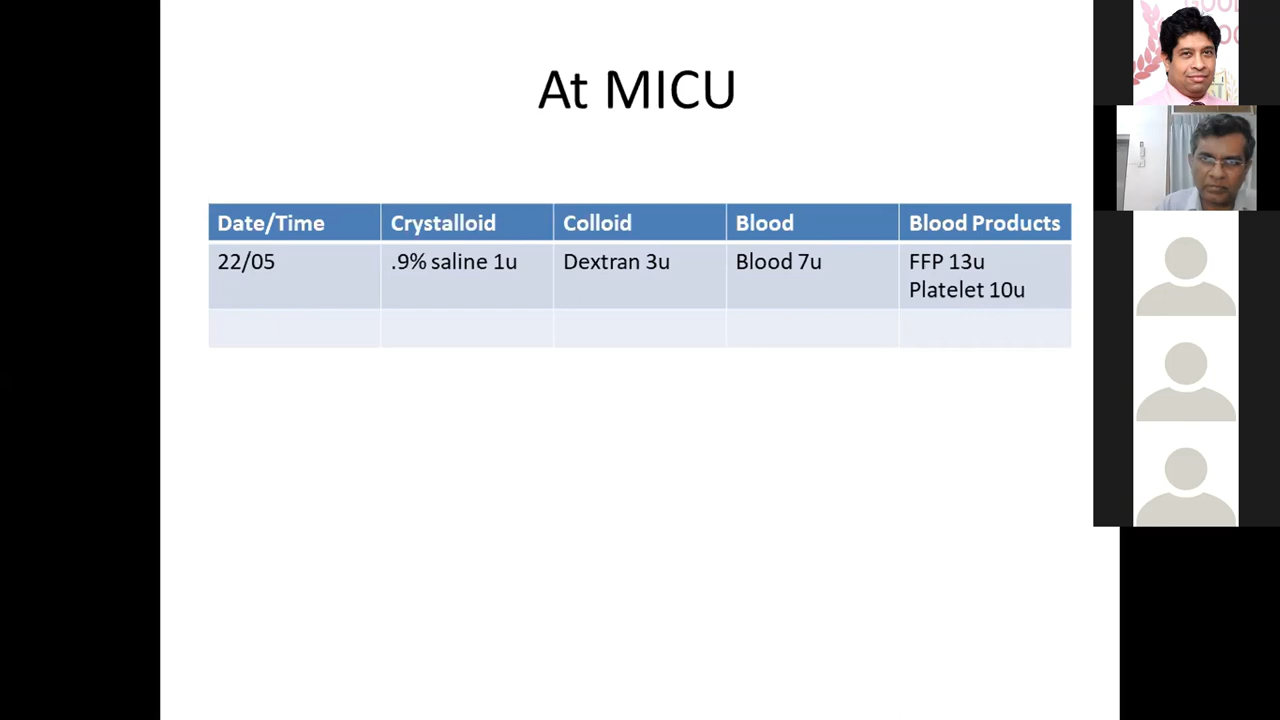 At MICU
Date/Time Crystalloid Colloid Blood Blood Products
22/05 .9% saline 1u Dextran 3u Blood 7u FFP 13u
Platelet 10u